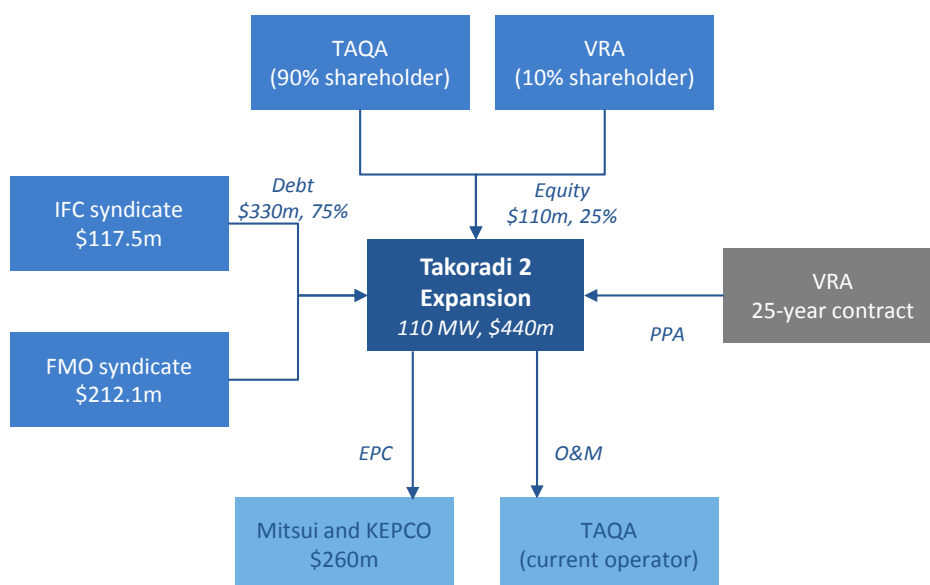 TAQA
(90% shareholder)
VRA
(10% shareholder)
Debt
$330m, 75%
Equity
$110m, 25%
IFC syndicate
$117.5m
Takoradi 2
Expansion
110 MW, $440m
VRA
25-year contract
PPA
FMO syndicate
$212.1m
EPC
O&M
Mitsui and KEPCO
$260m
TAQA
(current operator)